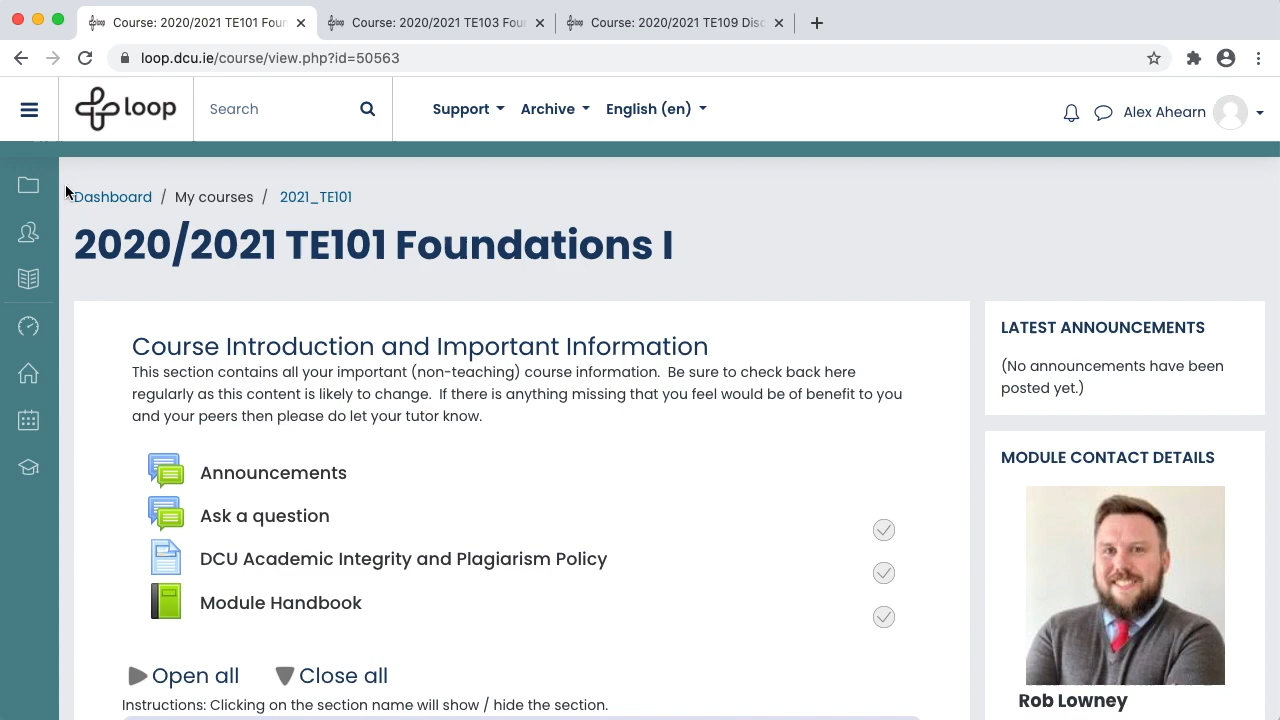 Course: 2020/2021 TE101 Foun
Course: 2020/2021 TE103 Foun
Course: 2020/2021 TE109 Disc
loop.dcu.ie/course/view.php?id=50563
loop
Search
Support
Archive
English (en)
Alex Ahearn
Dashboard / My courses / 2021_TE101
2020/2021 TE101 Foundations I
Course Introduction and Important Information
This section contains all your important (non-teaching) course information. Be sure to check back here
regularly as this content is likely to change. If there is anything missing that you feel would be of benefit to you
and your peers then please do let your tutor know.
Announcements
Ask a question
DCU Academic Integrity and Plagiarism Policy
Module Handbook
Open all
Close all
Instructions: Clicking on the section name will show / hide the section.
LATEST ANNOUNCEMENTS
(No announcements have been
posted yet.)
MODULE CONTACT DETAILS
Rob Lowney